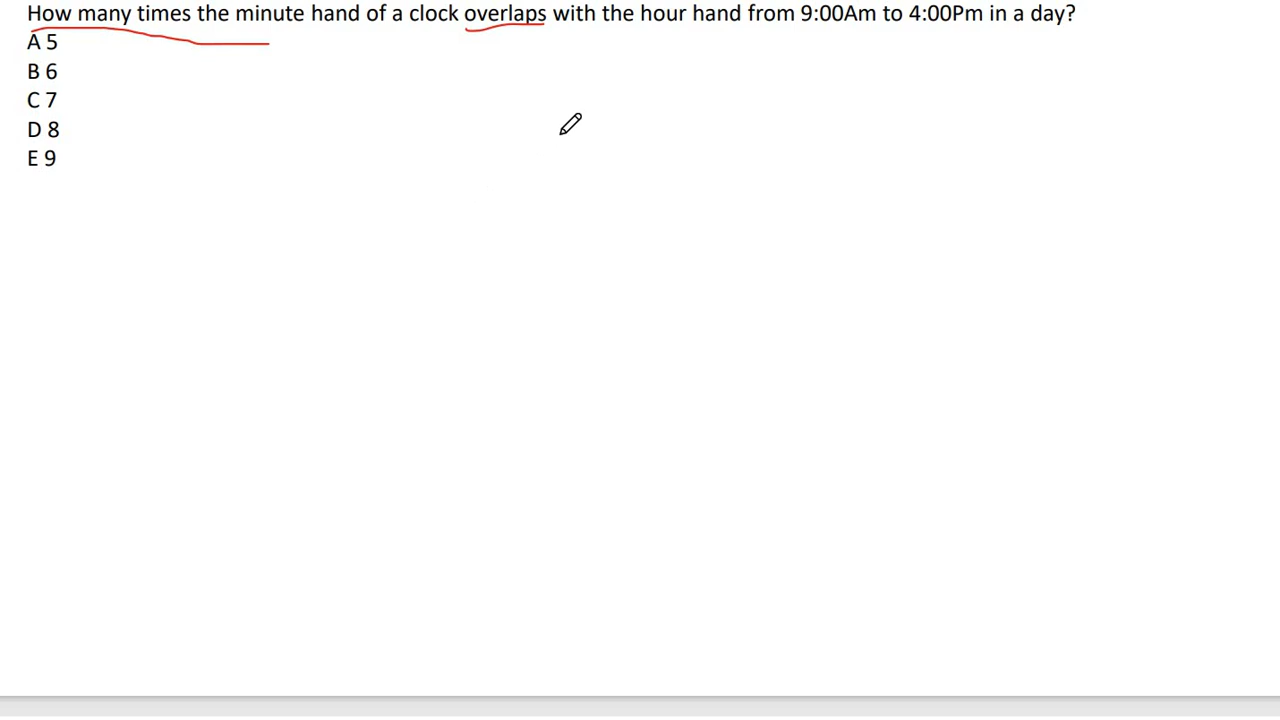 How many times the minute hand of a clock overlaps with the hour hand from 9:00Am to 4:00Pm in a day?
A 5
B 6
C 7
D 8
E 9